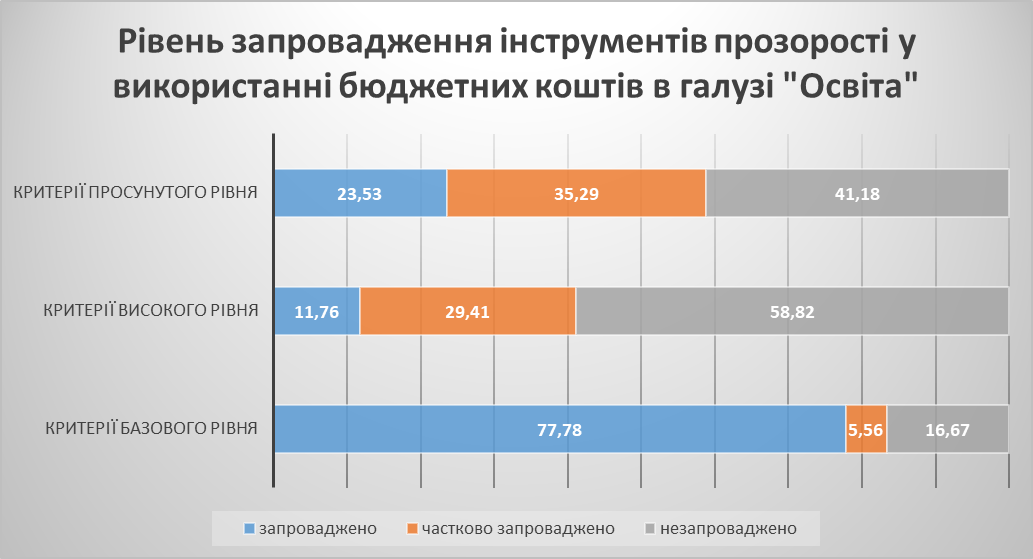 Рівень запровадження інструментів прозорості у
використанні бюджетних коштів в галузі "Освіта"
КРИТЕРІЇ ПРОСУНУТОГО РІВНЯ
23,53
35,29
41,18
КРИТЕРІЇ ВИСОКОГО РІВНЯ
11,76
29,41
58,82
КРИТЕРІЇ БАЗОВОГО РІВНЯ
77,78
5,56
16,67
запроваджено
частково запроваджено
незапроваджено